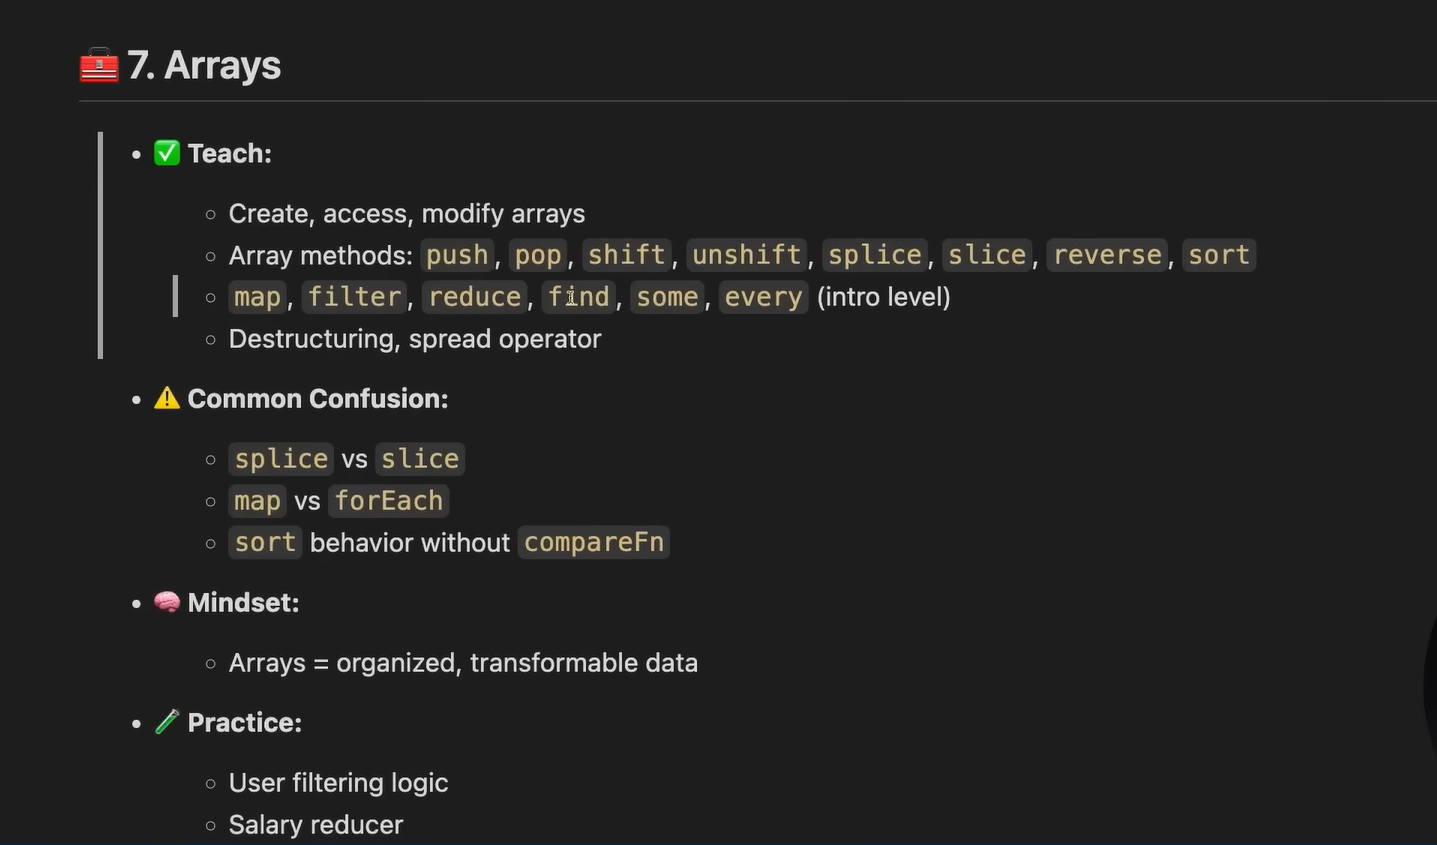 🧰 7. Arrays
• ✅ Teach:
○ Create, access, modify arrays
○ Array methods: push, pop, shift, unshift, splice, slice, reverse, sort
○ map, filter, reduce, find, some, every (intro level)
○ Destructuring, spread operator
• ⚠️ Common Confusion:
○ splice vs slice
○ map vs forEach
○ sort behavior without compareFn
• 🧠 Mindset:
○ Arrays = organized, transformable data
• 🧪 Practice:
○ User filtering logic
○ Salary reducer